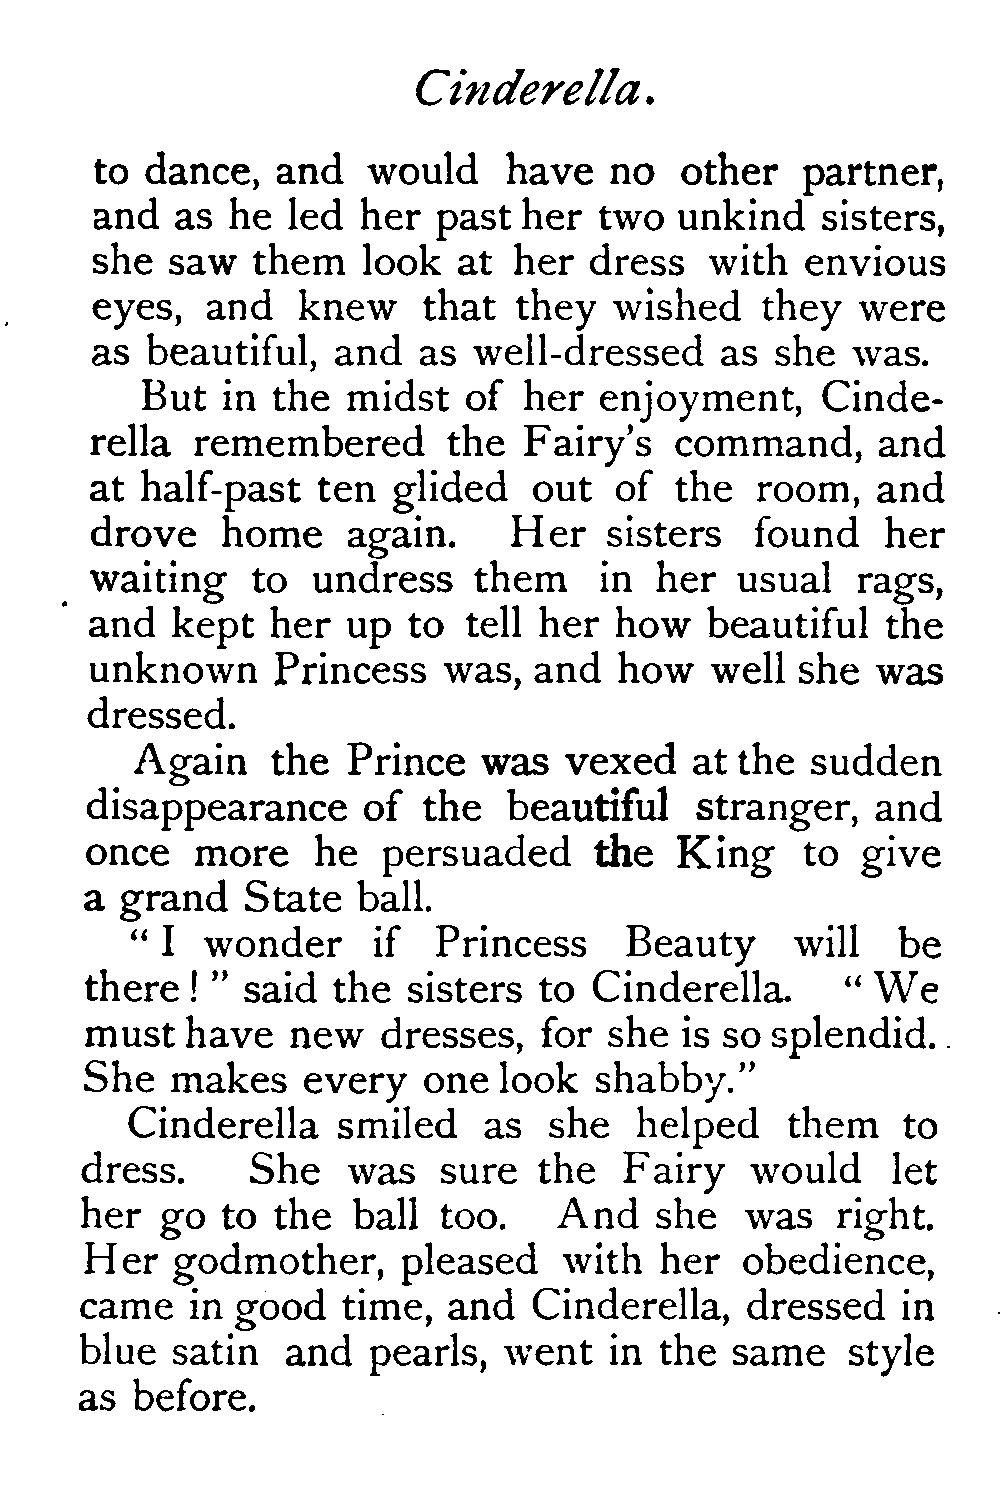 Cinderella.
to dance, and would have no other partner,
and as he led her past her two unkind sisters,
she saw them look at her dress with envious
eyes, and knew that they wished they were
as beautiful, and as well-dressed as she was.
But in the midst of her enjoyment, Cinde-
rella remembered the Fairy's command, and
at half-past ten glided out of the room, and
drove home again. Her sisters found her
waiting to undress them in her usual rags,
and kept her up to tell her how beautiful the
unknown Princess was, and how well she was
dressed.
Again the Prince was vexed at the sudden
disappearance of the beautiful stranger, and
once more he persuaded the King to give
a grand State ball.
“ I wonder if Princess Beauty will be
there ! ” said the sisters to Cinderella. “ We
must have new dresses, for she is so splendid.
She makes every one look shabby.”
Cinderella smiled as she helped them to
dress. She was sure the Fairy would let
her go to the ball too. And she was right.
Her godmother, pleased with her obedience,
came in good time, and Cinderella, dressed in
blue satin and pearls, went in the same style
as before.